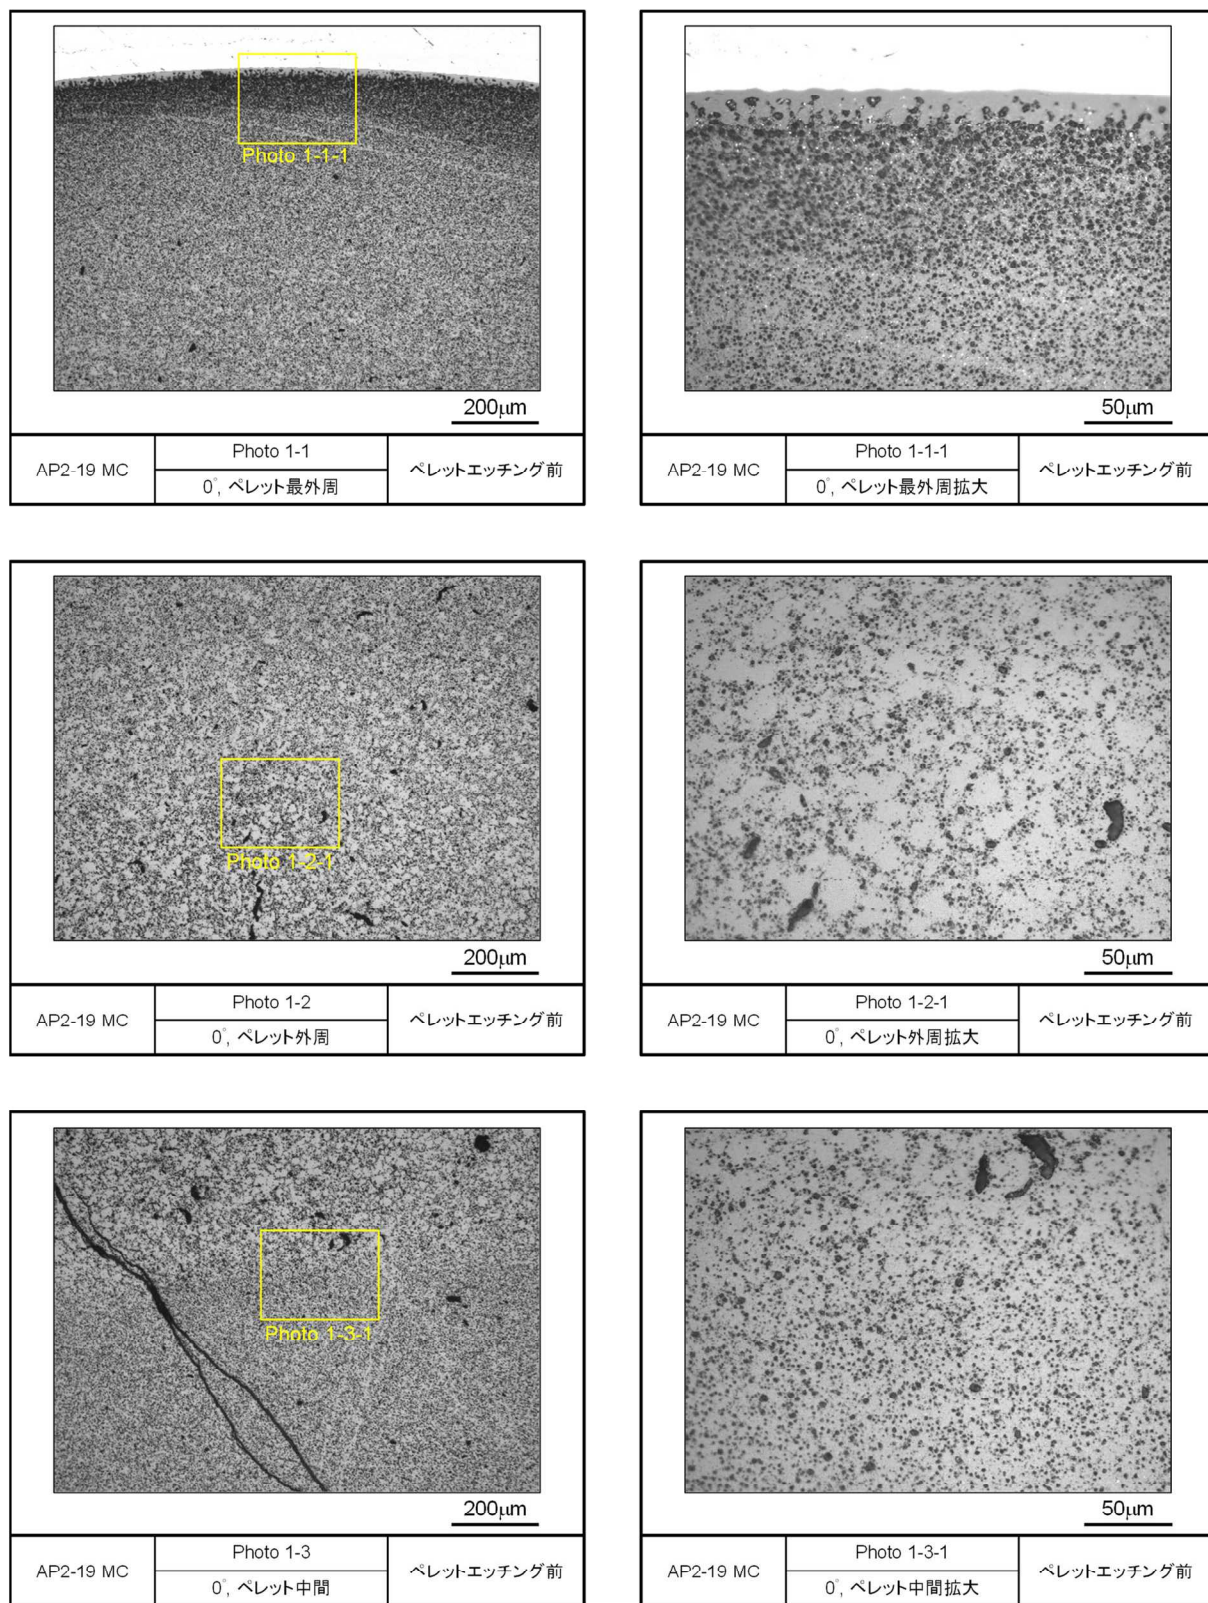 Photo 1-1-1
200μm
50μm
AP2-19 MC
Photo 1-1
0°, ペレット最外周
ペレットエッチング前
AP2-19 MC
Photo 1-1-1
0°, ペレット最外周拡大
ペレットエッチング前
Photo 1-2-1
200μm
50μm
AP2-19 MC
Photo 1-2
0°, ペレット外周
ペレットエッチング前
AP2-19 MC
Photo 1-2-1
0°, ペレット外周拡大
ペレットエッチング前
Photo 1-3-1
200μm
50μm
AP2-19 MC
Photo 1-3
0°, ペレット中間
ペレットエッチング前
AP2-19 MC
Photo 1-3-1
0°, ペレット中間拡大
ペレットエッチング前